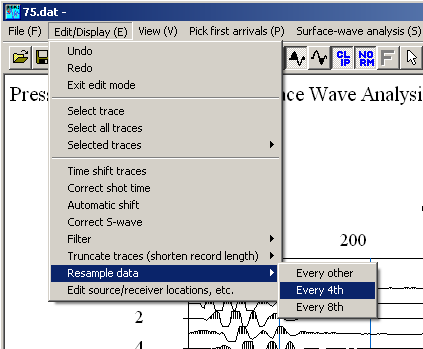 75.dat -
File (F) Edit/Display (E) View (V) Pick first arrivals (P) Surface-wave analysis (S)
Undo
Redo
Exit edit mode
CL IP NO RM F
Press
ce Wave Analysi
Select trace
Select all traces
Selected traces
Time shift traces
Correct shot time
Automatic shift
Correct S-wave
Filter
200
Truncate traces (shorten record length)
Resample data
Every other
Edit source/receiver locations, etc.
Every 4th
Every 8th
2
4